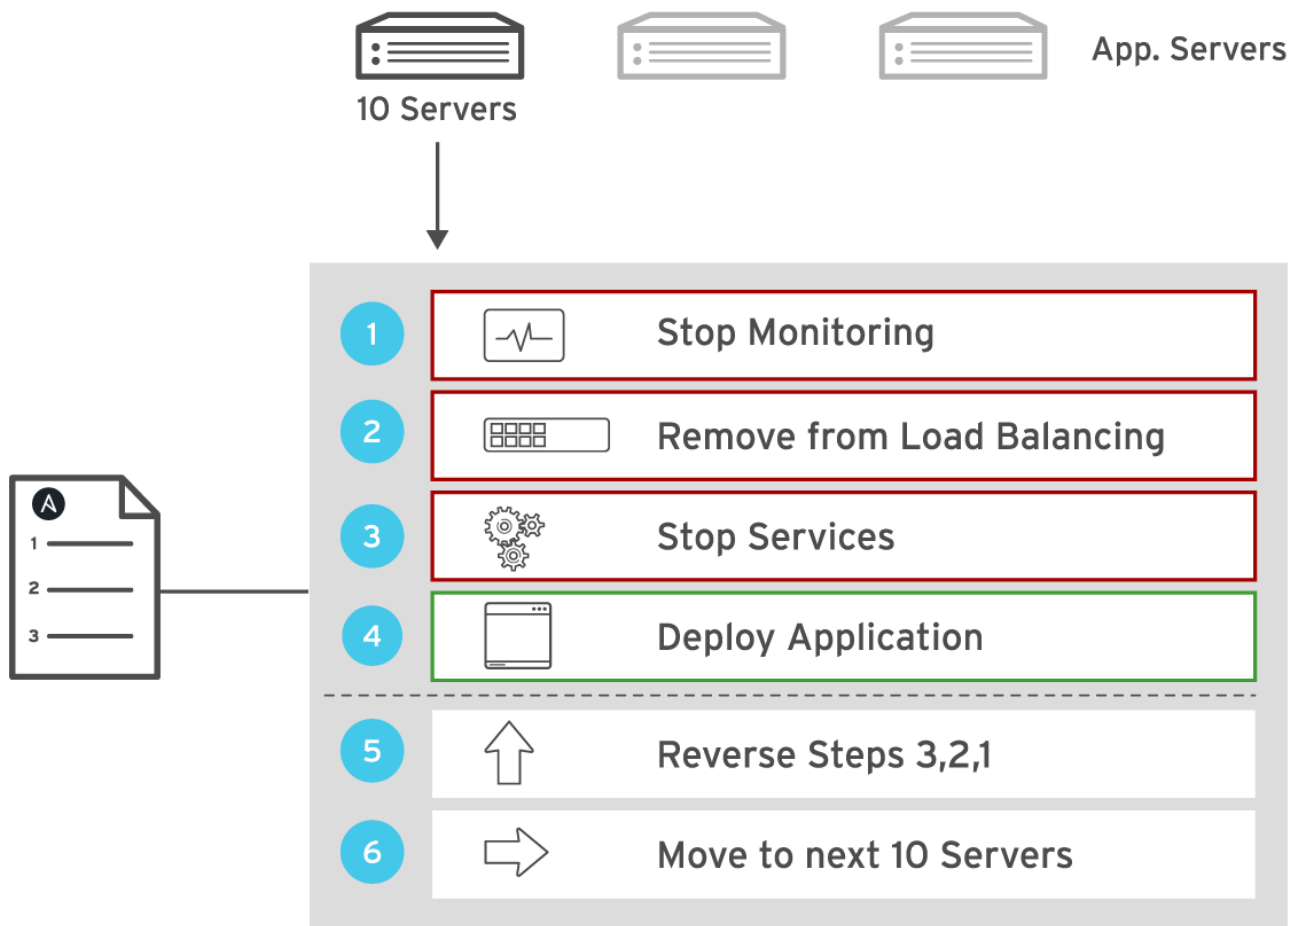 App. Servers
10 Servers
1 Stop Monitoring
2 Remove from Load Balancing
3 Stop Services
4 Deploy Application
5 Reverse Steps 3,2,1
6 Move to next 10 Servers
A
1
2
3